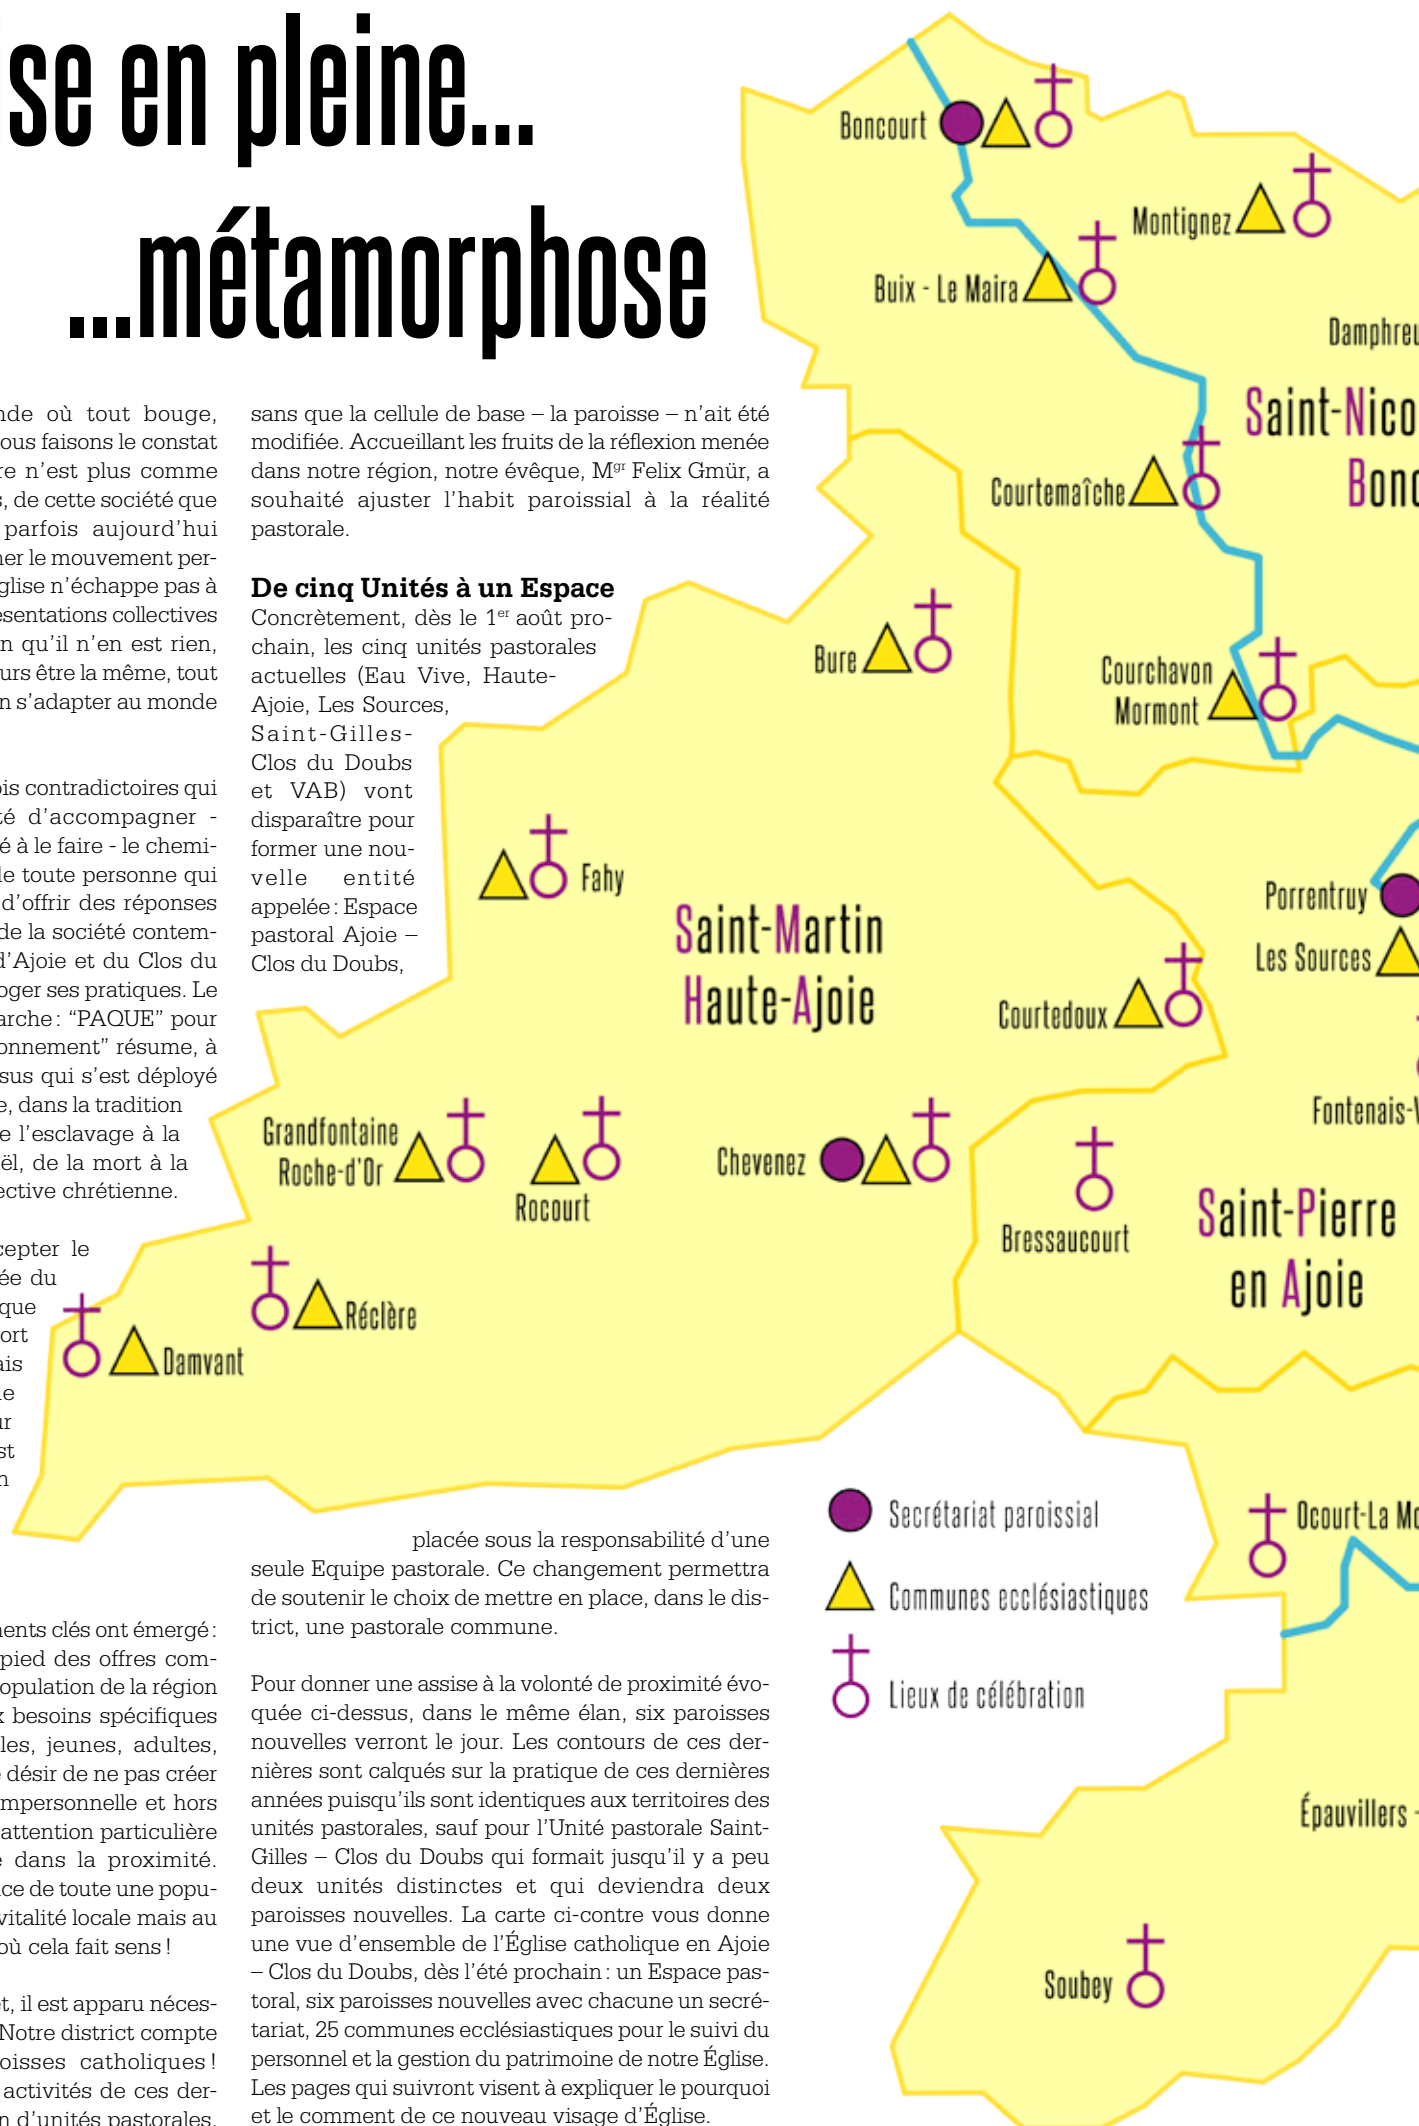 ise en pleine...
...métamorphose
nde où tout bouge,
ous faisons le constat
re n'est plus comme
s, de cette société que
parfois aujourd'hui
ner le mouvement per-
glise n'échappe pas à
ésentations collectives
n qu'il n'en est rien,
urs être la même, tout
n s'adapter au monde
ois contradictoires qui
té d'accompagner -
é à le faire - le chemi-
de toute personne qui
d'offrir des réponses
de la société contem-
d'Ajoie et du Clos du
oger ses pratiques. Le
arche : “PAQUE” pour
onnement” résume, à
sus qui s'est déployé
e, dans la tradition
e l'esclavage à la
ël, de la mort à la
ective chrétienne.
cepter le
ée du
que
ort
ais
ie
ur
st
n
ments clés ont émergé :
pied des offres com-
opulation de la région
x besoins spécifiques
les, jeunes, adultes,
e désir de ne pas créer
mpersonnelle et hors
attention particulière
e dans la proximité.
ce de toute une popu-
vitalité locale mais au
où cela fait sens !
et, il est apparu néces-
Notre district compte
oisses catholiques !
activités de ces der-
n d'unités pastorales,
sans que la cellule de base – la paroisse – n'ait été
modifiée. Accueillant les fruits de la réflexion menée
dans notre région, notre évêque, Mgr Felix Gmür, a
souhaité ajuster l'habit paroissial à la réalité
pastorale.
De cinq Unités à un Espace
Concrètement, dès le 1er août pro-
chain, les cinq unités pastorales
actuelles (Eau Vive, Haute-
Ajoie, Les Sources,
Saint-Gilles-
Clos du Doubs
et VAB) vont
disparaître pour
former une nou-
velle entité
appelée : Espace
pastoral Ajoie –
Clos du Doubs,
placée sous la responsabilité d'une
seule Equipe pastorale. Ce changement permettra
de soutenir le choix de mettre en place, dans le dis-
trict, une pastorale commune.
Pour donner une assise à la volonté de proximité évo-
quée ci-dessus, dans le même élan, six paroisses
nouvelles verront le jour. Les contours de ces der-
nières sont calqués sur la pratique de ces dernières
années puisqu'ils sont identiques aux territoires des
unités pastorales, sauf pour l'Unité pastorale Saint-
Gilles – Clos du Doubs qui formait jusqu'il y a peu
deux unités distinctes et qui deviendra deux
paroisses nouvelles. La carte ci-contre vous donne
une vue d'ensemble de l'Église catholique en Ajoie
– Clos du Doubs, dès l'été prochain : un Espace pas-
toral, six paroisses nouvelles avec chacune un secré-
tariat, 25 communes ecclésiastiques pour le suivi du
personnel et la gestion du patrimoine de notre Église.
Les pages qui suivront visent à expliquer le pourquoi
et le comment de ce nouveau visage d'Église.
Boncourt
Montignez
Buix - Le Maira
Damphreu
Saint-Nico
Bonc
Courtemaîche
Bure
Courchavon
Mormont
Fahy
Porrentruy
Saint-Martin
Haute-Ajoie
Les Sources
Courtedoux
Fontenais-V
Grandfontaine
Roche-d'Or
Rocourt
Chevenez
Bressaucourt
Saint-Pierre
en Ajoie
Réclère
Damvant
Secrétariat paroissial
Communes ecclésiastiques
Lieux de célébration
Ocourt-La Mo
Épauvillers -
Soubey